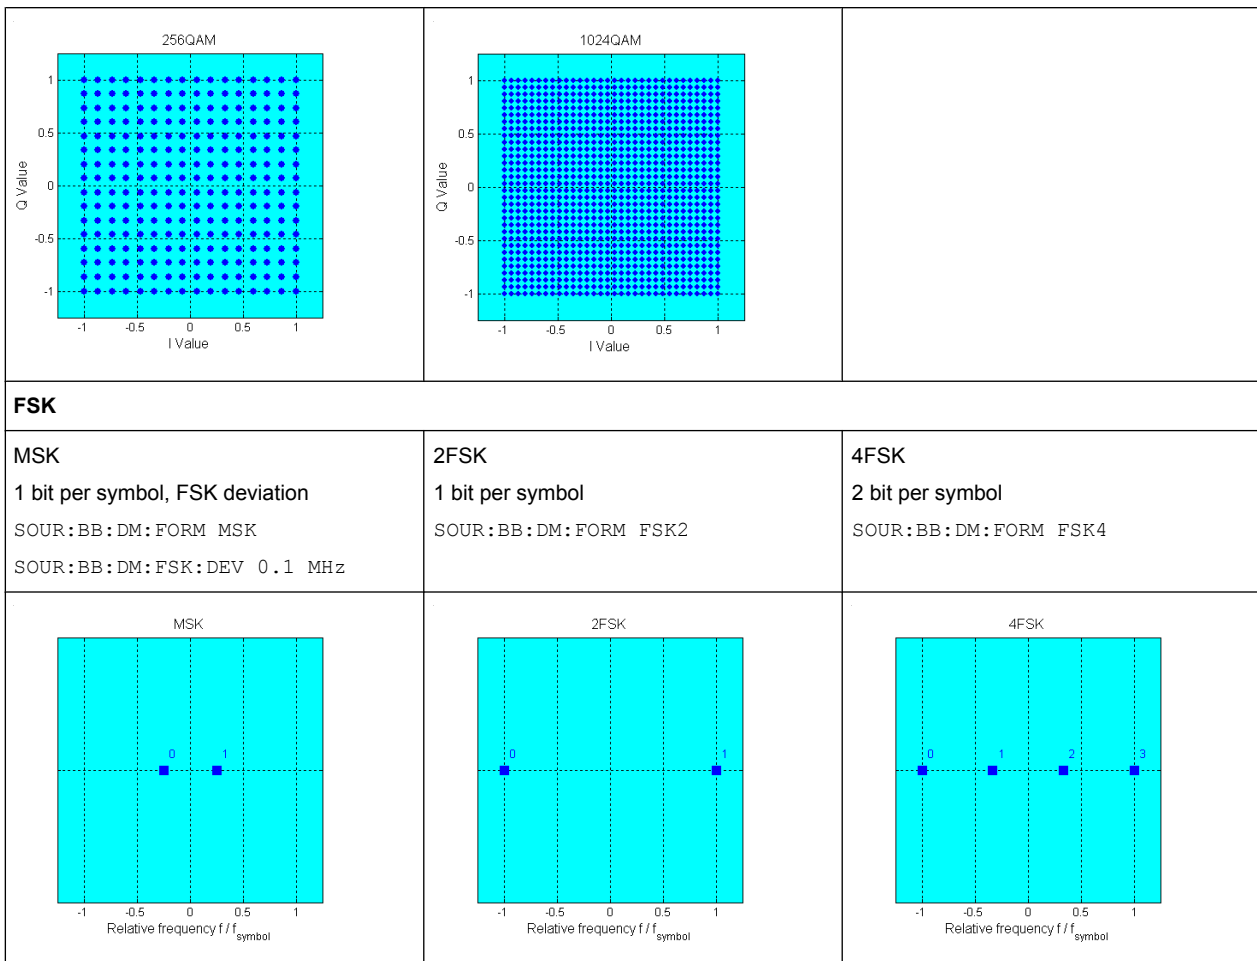 256QAM
1
0.5
0
-0.5
-1
Q Value
-1 -0.5 0 0.5 1
I Value
1024QAM
1
0.5
0
-0.5
-1
Q Value
-1 -0.5 0 0.5 1
I Value
FSK
MSK
1 bit per symbol, FSK deviation
SOUR:BB:DM:FORM MSK
SOUR:BB:DM:FSK:DEV 0.1 MHz
2FSK
1 bit per symbol
SOUR:BB:DM:FORM FSK2
4FSK
2 bit per symbol
SOUR:BB:DM:FORM FSK4
MSK
0 1
-1 -0.5 0 0.5 1
Relative frequency f / fsymbol
2FSK
0 1
-1 -0.5 0 0.5 1
Relative frequency f / fsymbol
4FSK
0 1 2 3
-1 -0.5 0 0.5 1
Relative frequency f / fsymbol